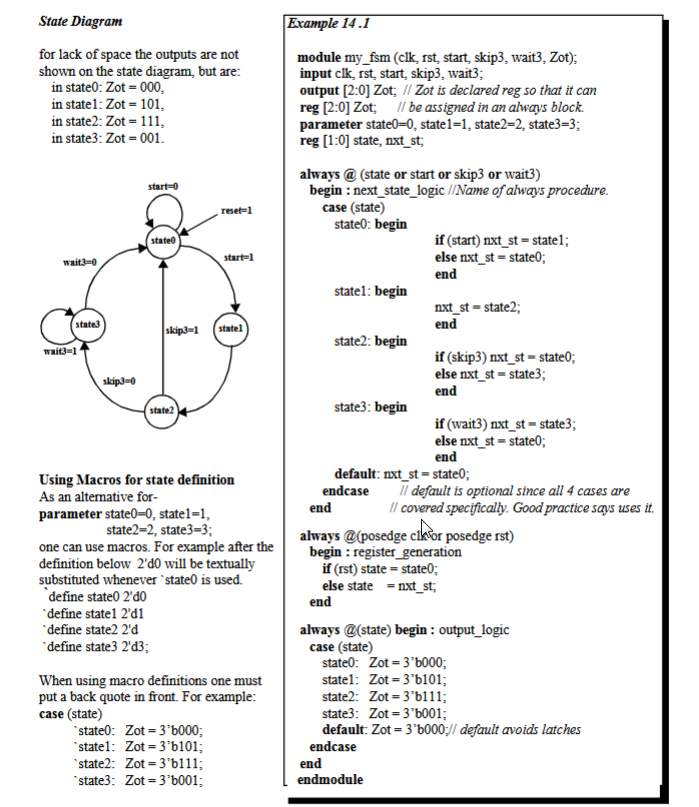 State Diagram
for lack of space the outputs are not
shown on the state diagram, but are:
in state0: Zot = 000,
in state1: Zot = 101,
in state2: Zot = 111,
in state3: Zot = 001.
start=0
reset=1
state0
start=1
wait3=0
state3
skip3=1
state1
wait3=1
skip3=0
state2
Using Macros for state definition
As an alternative for-
parameter state0=0, state1=1,
state2=2, state3=3;
one can use macros. For example after the
definition below 2'd0 will be textually
substituted whenever `state0 is used.
`define state0 2'd0
`define state1 2'd1
`define state2 2'd
`define state3 2'd3;
When using macro definitions one must
put a back quote in front. For example:
case (state)
`state0: Zot = 3’b000;
`state1: Zot = 3’b101;
`state2: Zot = 3’b111;
`state3: Zot = 3’b001;
Example 14 .1
module my_fsm (clk, rst, start, skip3, wait3, Zot);
input clk, rst, start, skip3, wait3;
output [2:0] Zot; // Zot is declared reg so that it can
reg [2:0] Zot; // be assigned in an always block.
parameter state0=0, state1=1, state2=2, state3=3;
reg [1:0] state, nxt_st;
always @ (state or start or skip3 or wait3)
begin : next_state_logic //Name of always procedure.
case (state)
state0: begin
if (start) nxt_st = state1;
else nxt_st = state0;
end
state1: begin
nxt_st = state2;
end
state2: begin
if (skip3) nxt_st = state0;
else nxt_st = state3;
end
state3: begin
if (wait3) nxt_st = state3;
else nxt_st = state0;
end
default: nxt_st = state0;
endcase // default is optional since all 4 cases are
end // covered specifically. Good practice says uses it.
always @(posedge clk or posedge rst)
begin : register_generation
if (rst) state = state0;
else state = nxt_st;
end
always @(state) begin : output_logic
case (state)
state0: Zot = 3’b000;
state1: Zot = 3’b101;
state2: Zot = 3’b111;
state3: Zot = 3’b001;
default: Zot = 3’b000;// default avoids latches
endcase
end
endmodule